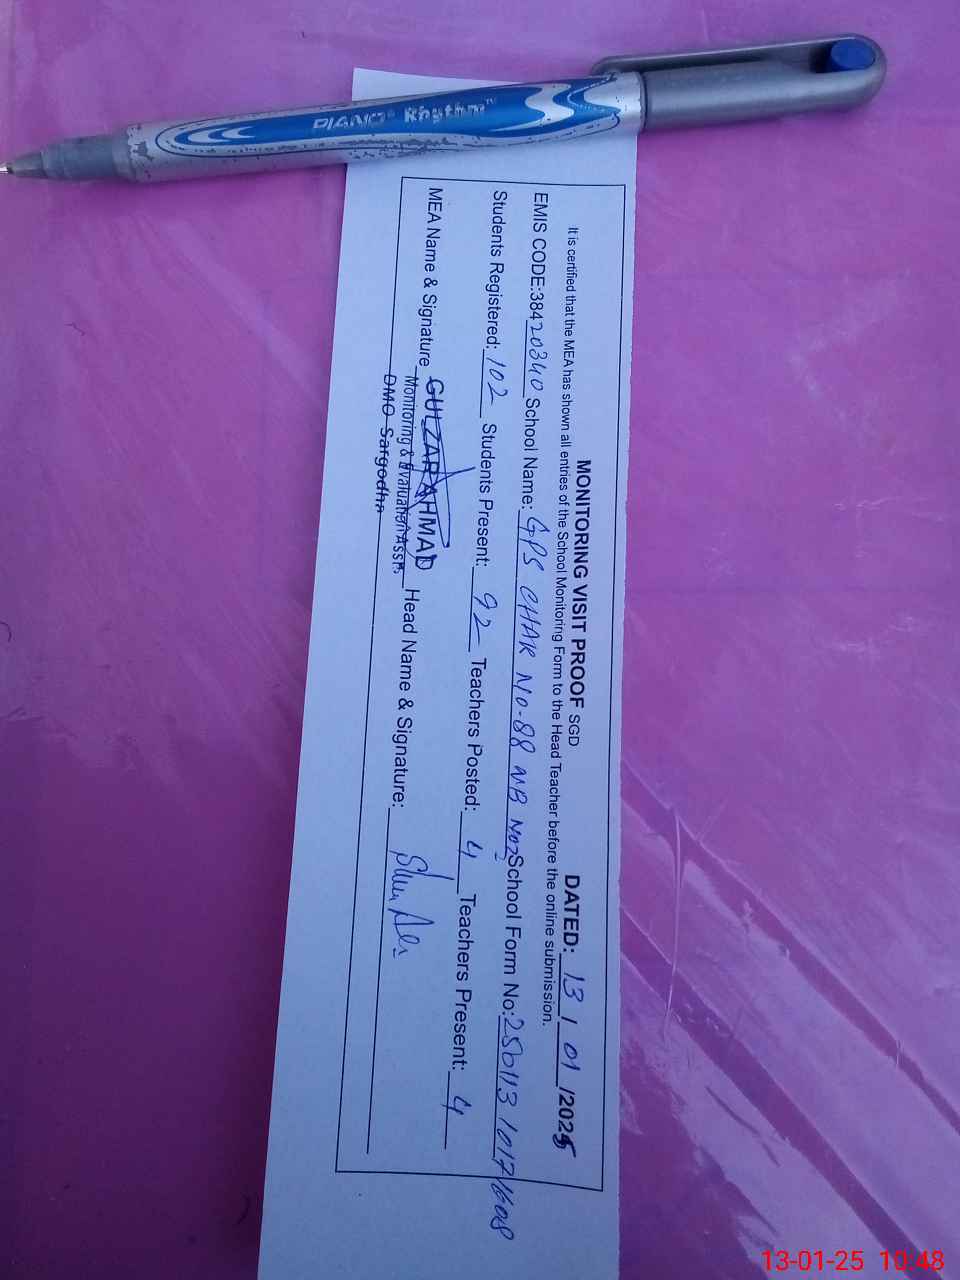 PIANO® Rhythm™
MONITORING VISIT PROOF SGD DATED: 13 / 01 /2025
It is certified that the MEA has shown all entries of the School Monitoring Form to the Head Teacher before the online submission.
EMIS CODE:38420340 School Name: GPS CHAK NO-88 NB NO2 School Form No: 250113 10171608
Students Registered: 102 Students Present: 92 Teachers Posted: 4 Teachers Present: 4
MEA Name & Signature GULZAR AHMAD Head Name & Signature:
Monitoring & Evaluation Asstt.
DMO Sargodha
13-01-25 10:48